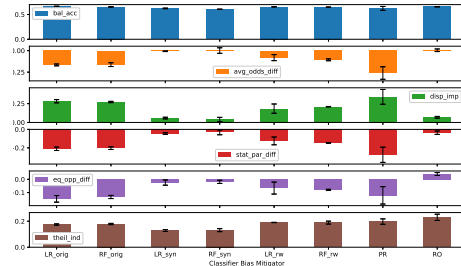 0.5
0.0
bal_acc
0.00
0.25
avg_odds_diff
0.25
0.00
disp_imp
0.0
0.2
stat_par_diff
0.0
0.1
eq_opp_diff
0.2
0.0
theil_ind
LR_orig RF_orig LR_syn RF_syn LR_rw RF_rw PR RO
Classifier Bias Mitigator